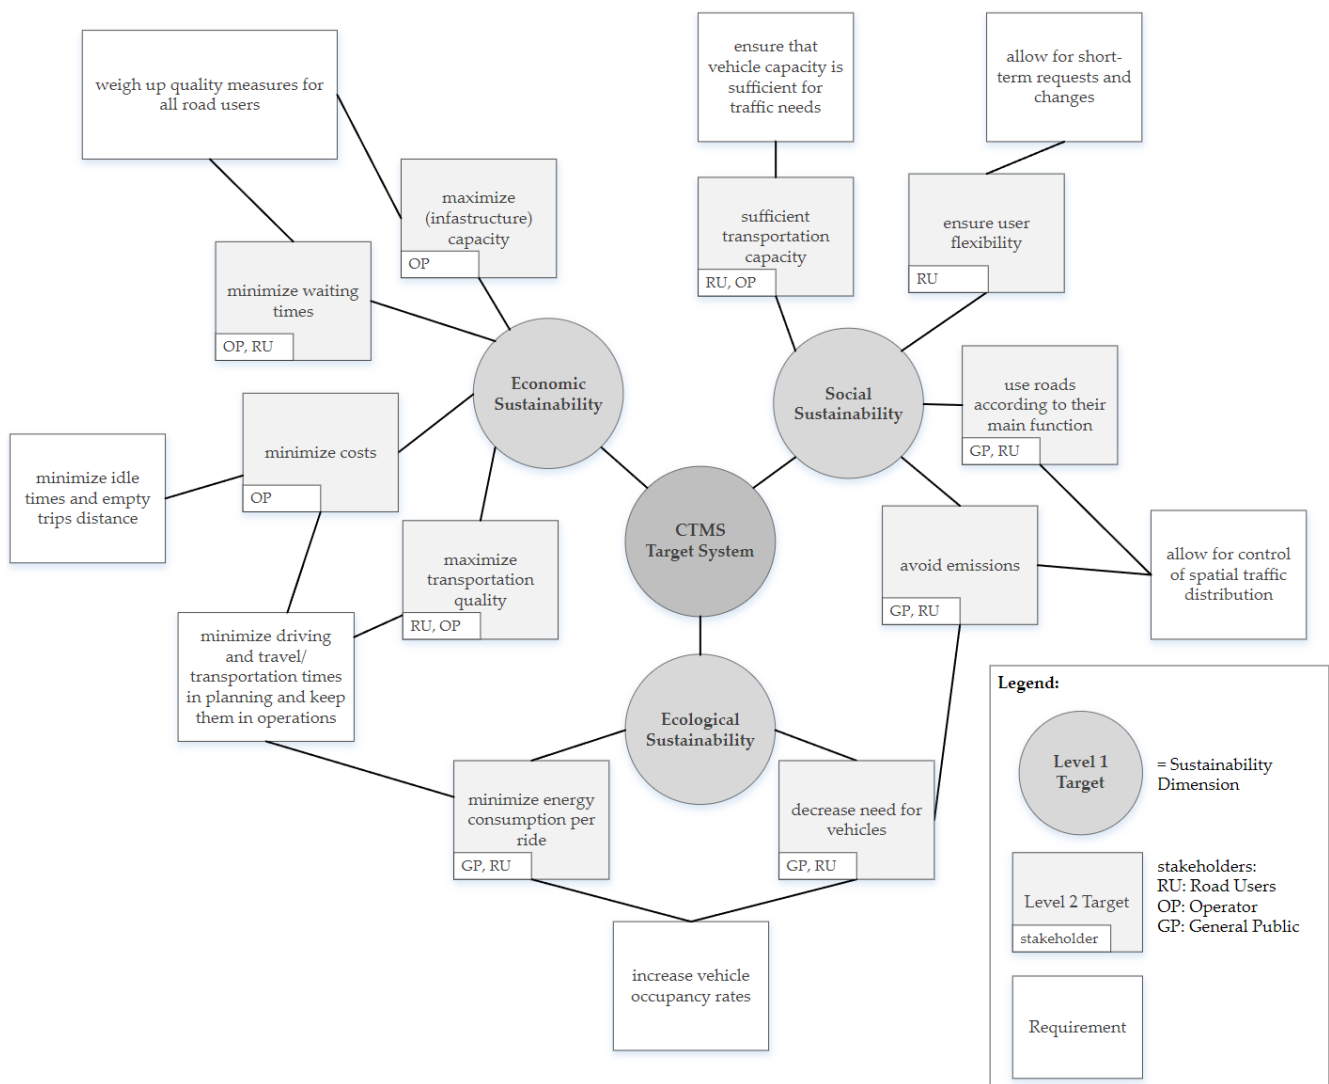 weigh up quality measures for
all road users
ensure that
vehicle capacity is
sufficient for
traffic needs
allow for short-
term requests and
changes
maximize
(infastructure)
capacity
OP
sufficient
transportation
capacity
RU, OP
ensure user
flexibility
RU
minimize waiting
times
OP, RU
Economic
Sustainability
Social
Sustainability
use roads
according to their
main function
GP, RU
minimize costs
OP
minimize idle
times and empty
trips distance
CTMS
Target System
maximize
transportation
quality
RU, OP
avoid emissions
GP, RU
allow for control
of spatial traffic
distribution
minimize driving
and travel/
transportation times
in planning and keep
them in operations
Ecological
Sustainability
minimize energy
consumption per
ride
GP, RU
decrease need for
vehicles
GP, RU
increase vehicle
occupancy rates
Legend:
Level 1
Target
= Sustainability
Dimension
Level 2 Target
stakeholder
stakeholders:
RU: Road Users
OP: Operator
GP: General Public
Requirement